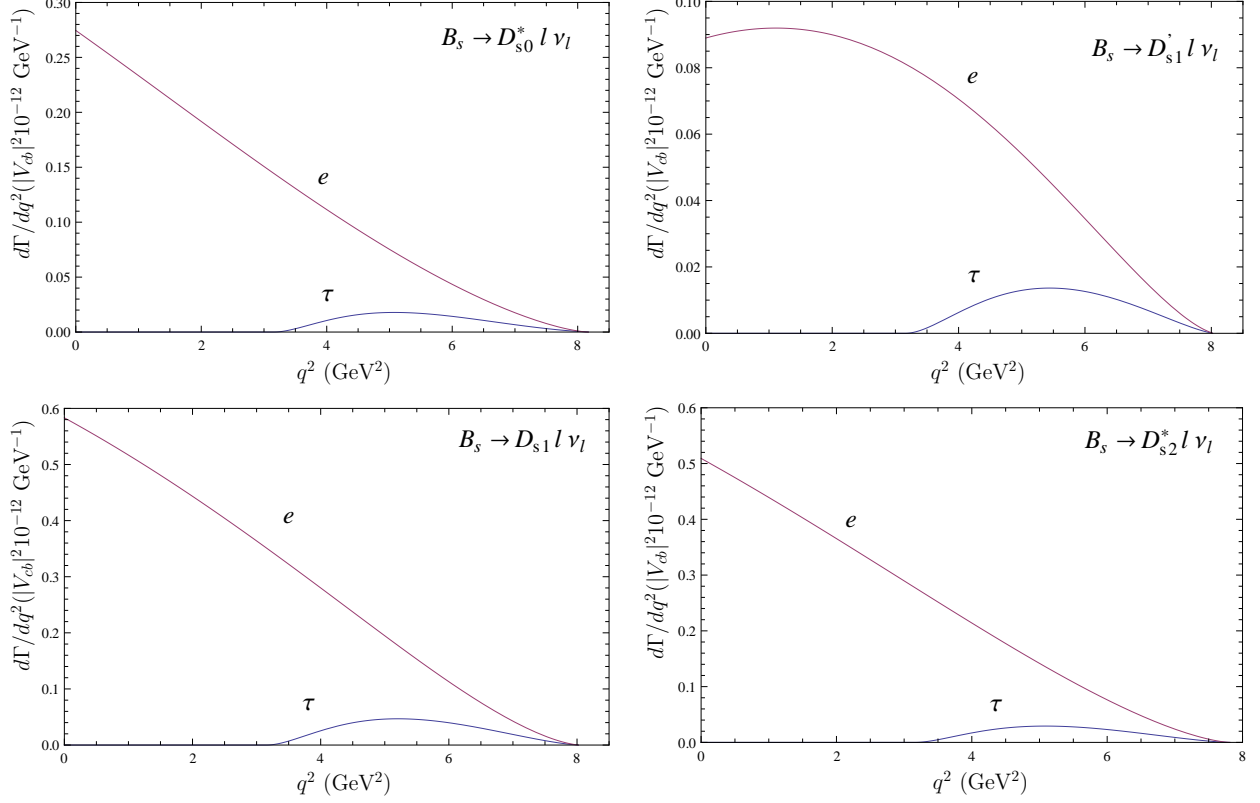 0.30
0.25
0.20
0.15
0.10
0.05
0.00
0 2 4 6 8
dΓ/dq²(|V_cb|²10⁻¹² GeV⁻¹)
q² (GeV²)
B_s → D*_s0 l ν_l
e
τ
0.10
0.08
0.06
0.04
0.02
0.00
0 2 4 6 8
dΓ/dq²(|V_cb|²10⁻¹² GeV⁻¹)
q² (GeV²)
B_s → D'_s1 l ν_l
e
τ
0.6
0.5
0.4
0.3
0.2
0.1
0.0
0 2 4 6 8
dΓ/dq²(|V_cb|²10⁻¹² GeV⁻¹)
q² (GeV²)
B_s → D_s1 l ν_l
e
τ
0.6
0.5
0.4
0.3
0.2
0.1
0.0
0 2 4 6 8
dΓ/dq²(|V_cb|²10⁻¹² GeV⁻¹)
q² (GeV²)
B_s → D*_s2 l ν_l
e
τ